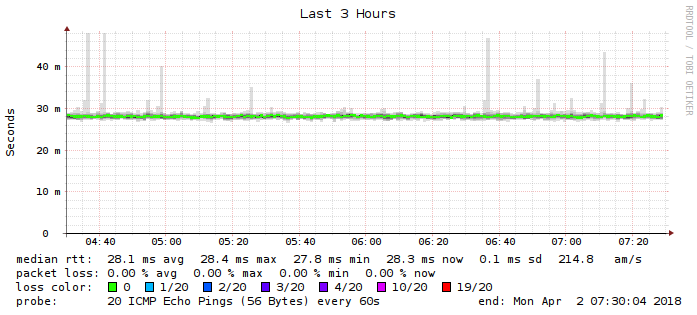 Last 3 Hours
RRDTOOL / TOBI OETIKER
Seconds
40 m
30 m
20 m
10 m
0
04:40 05:00 05:20 05:40 06:00 06:20 06:40 07:00 07:20
median rtt: 28.1 ms avg 28.4 ms max 27.8 ms min 28.3 ms now 0.1 ms sd 214.8 am/s
packet loss: 0.00 % avg 0.00 % max 0.00 % min 0.00 % now
loss color: 0 1/20 2/20 3/20 4/20 10/20 19/20
probe: 20 ICMP Echo Pings (56 Bytes) every 60s end: Mon Apr 2 07:30:04 2018